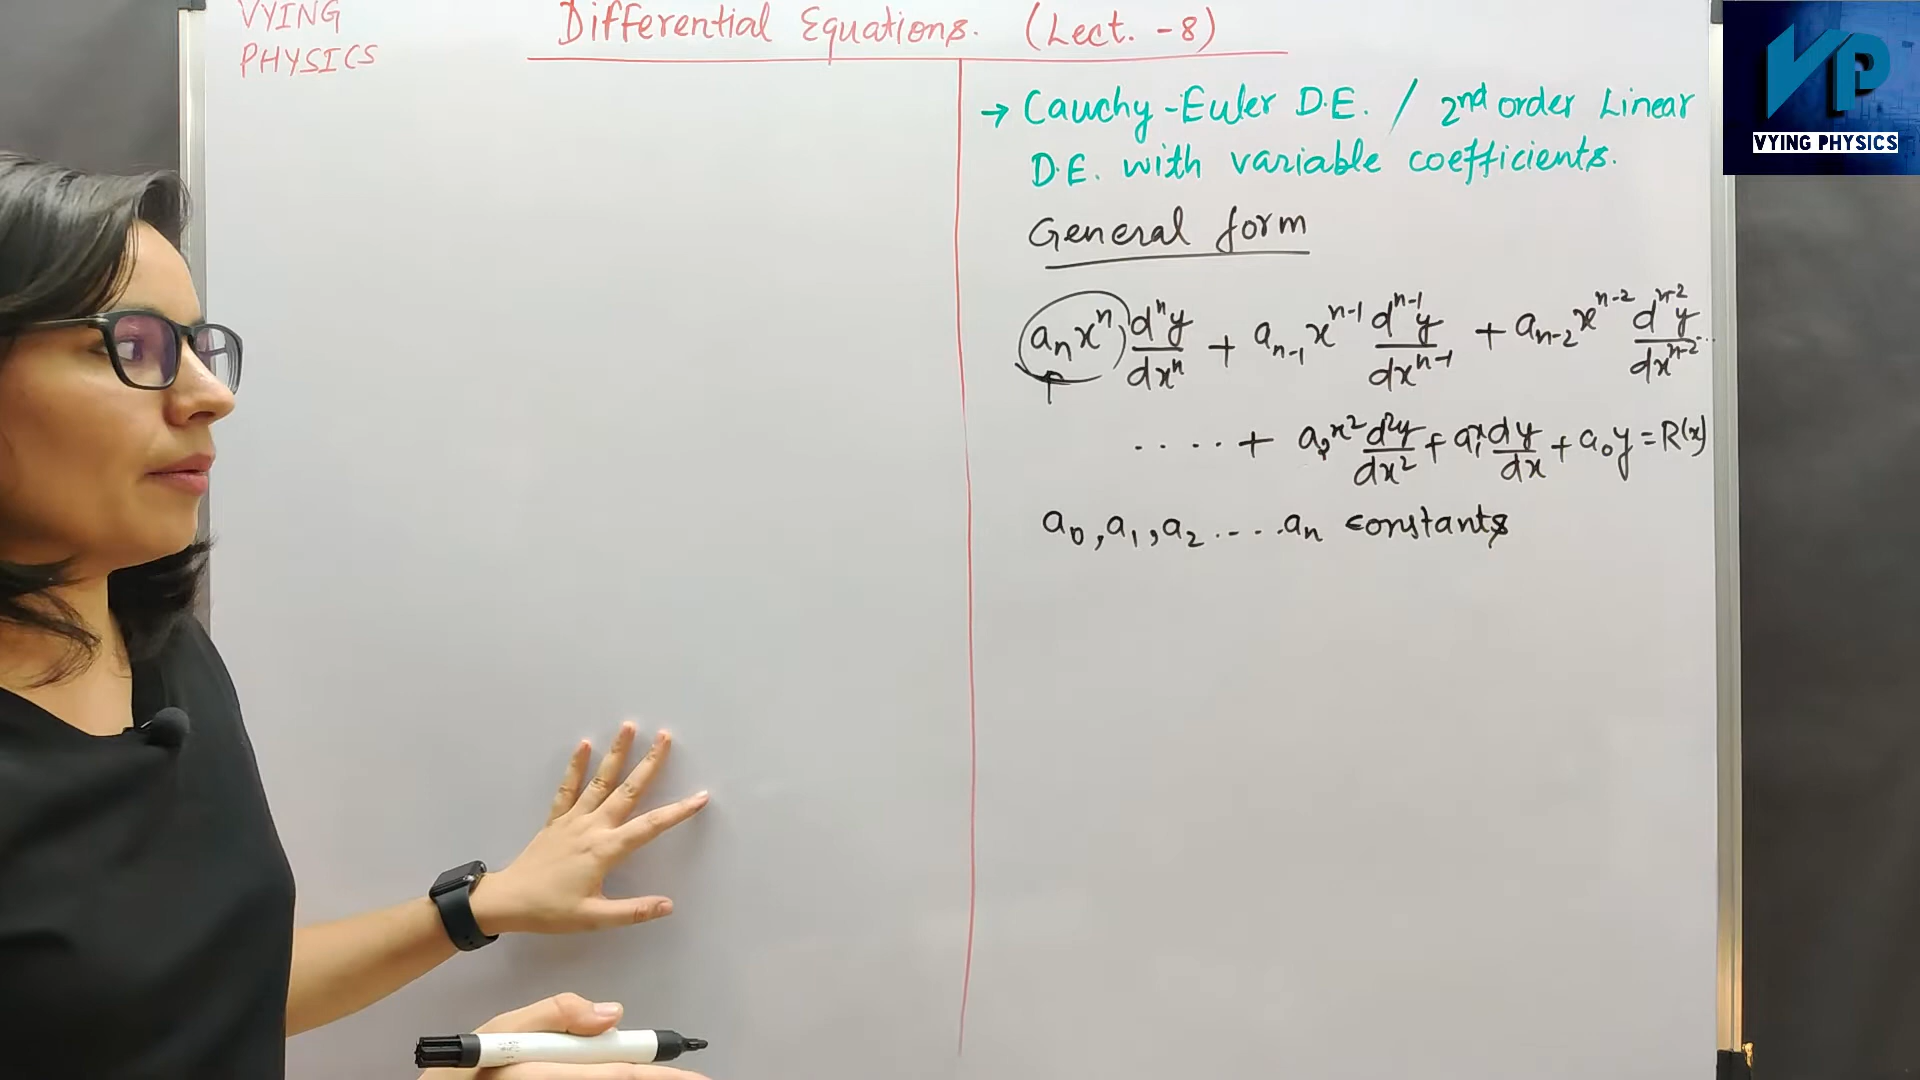 VYING
PHYSICS
Differential Equations. (Lect. - 8)
→ Cauchy-Euler D.E. / 2nd order Linear
D.E. with variable coefficients.
General form
aₙxⁿ dⁿy/dxⁿ + aₙ₋₁xⁿ⁻¹ dⁿ⁻¹y/dxⁿ⁻¹ + aₙ₋₂xⁿ⁻² dⁿ⁻²y/dxⁿ⁻² ...
..... + a₂x² d²y/dx² + a₁x dy/dx + a₀y = R(x)
a₀, a₁, a₂ .... aₙ constants
VP
VYING PHYSICS